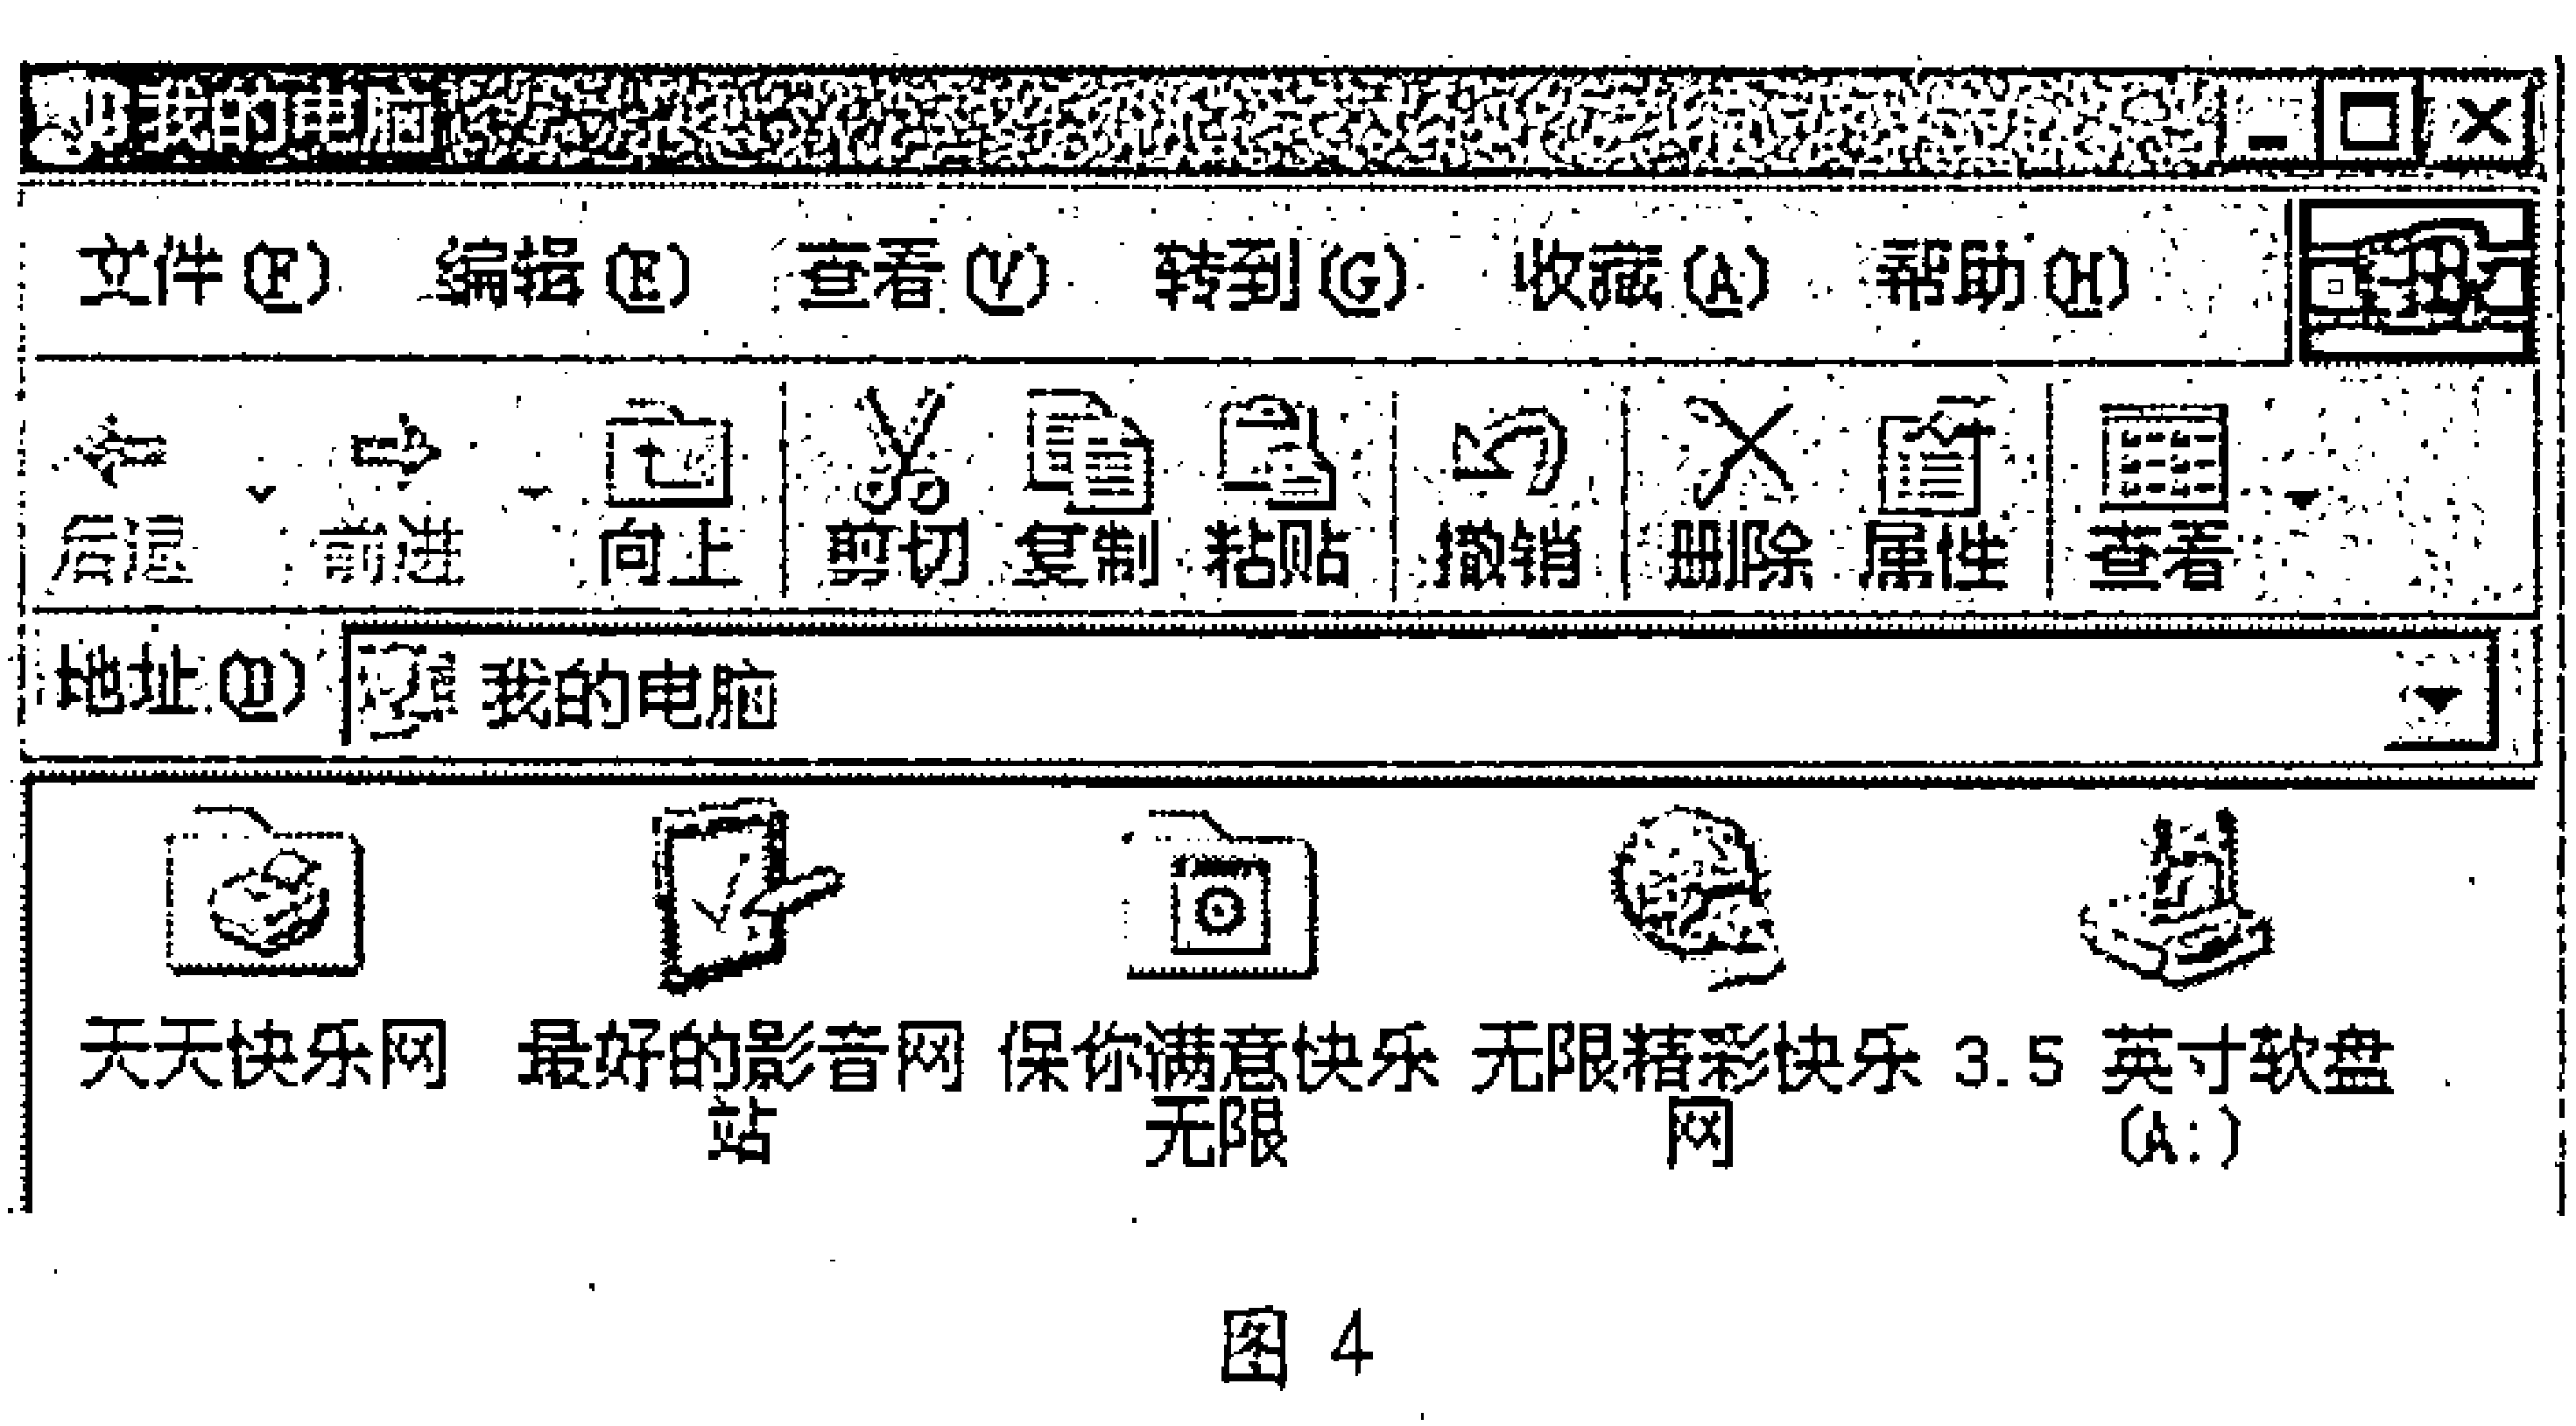 我的电脑
文件(F) 编辑(E) 查看(V) 转到(G) 收藏(A) 帮助(H)
后退 前进 向上 剪切 复制 粘贴 撤销 删除 属性 查看
地址(D) 我的电脑
天天快乐网 最好的影音网 保你满意快乐 无限精彩快乐 3.5 英寸软盘
站 无限 网 (A:)
图 4